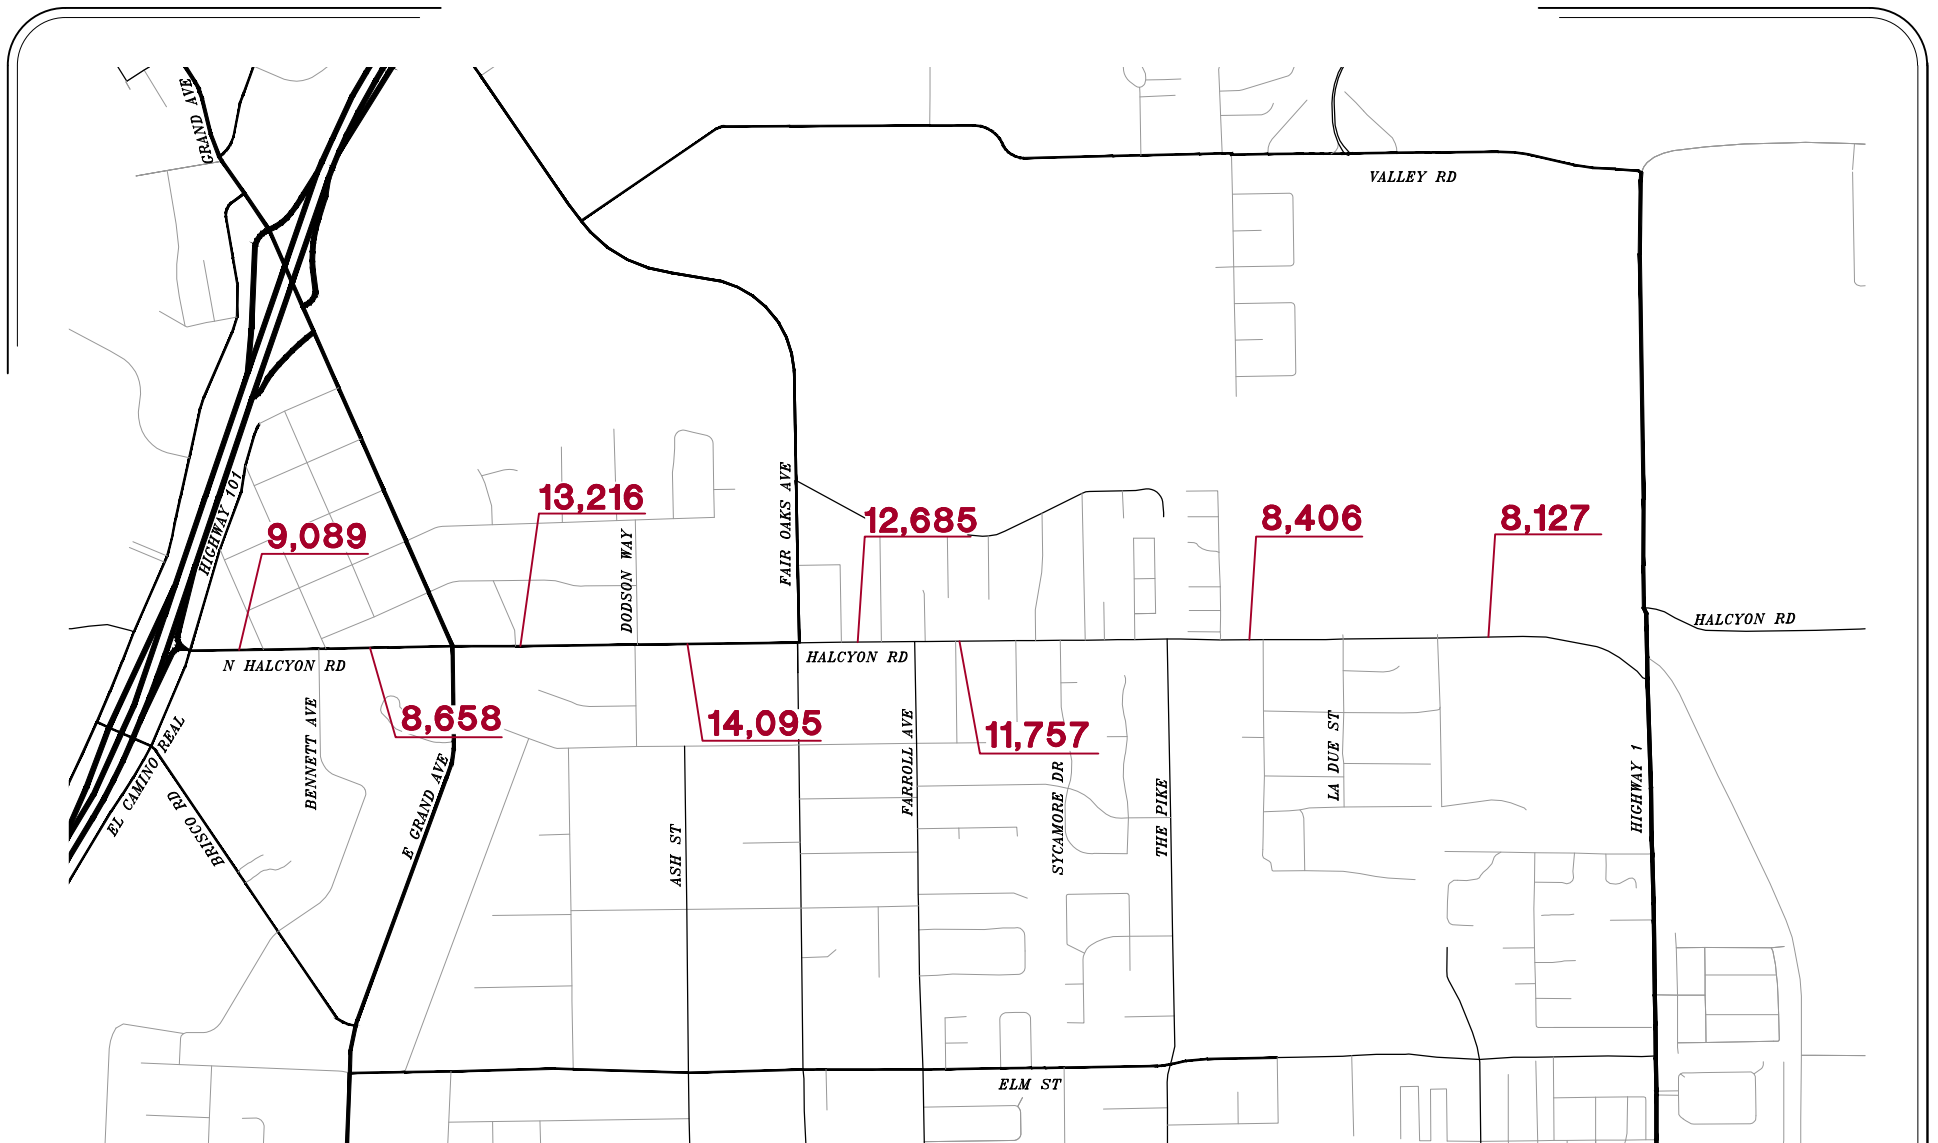 GRAND AVE
VALLEY RD
HIGHWAY 101
9,089
13,216
DODSON WAY
FAIR OAKS AVE
12,685
8,406
8,127
HALCYON RD
N HALCYON RD
HALCYON RD
8,658
14,095
11,757
EL CAMINO REAL
BRISCO RD
BENNETT AVE
E GRAND AVE
ASH ST
FARROLL AVE
SYCAMORE DR
THE PIKE
LA DUE ST
HIGHWAY 1
ELM ST